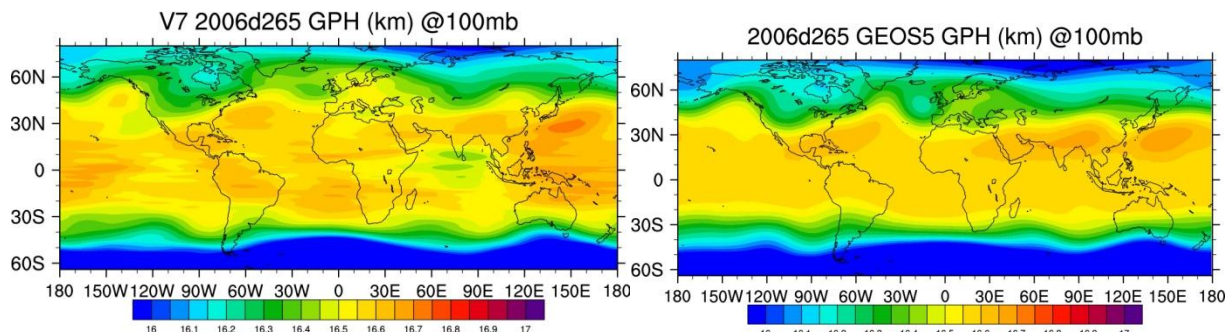 V7 2006d265 GPH (km) @100mb
60N
30N
0
30S
60S
180 150W 120W 90W 60W 30W 0 30E 60E 90E 120E 150E 180
16 16.1 16.2 16.3 16.4 16.5 16.6 16.7 16.8 16.9 17
2006d265 GEOS5 GPH (km) @100mb
60N
30N
0
30S
60S
180 150W 120W 90W 60W 30W 0 30E 60E 90E 120E 150E 180